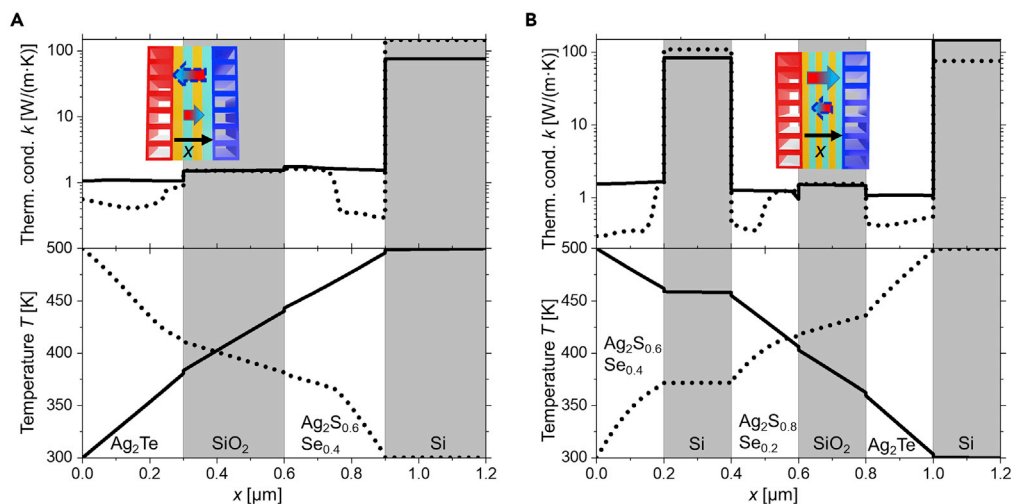 A
Therm. cond. k [W/(m·K)]
100
10
1
x
Temperature T [K]
500
450
400
350
300
Ag₂Te
SiO₂
Ag₂S₀.₆
Se₀.₄
Si
0.0 0.2 0.4 0.6 0.8 1.0 1.2
x [µm]
B
Therm. cond. k [W/(m·K)]
100
10
1
x
Temperature T [K]
500
450
400
350
300
Ag₂S₀.₆
Se₀.₄
Si
Ag₂S₀.₈
Se₀.₂
SiO₂
Ag₂Te
Si
0.0 0.2 0.4 0.6 0.8 1.0 1.2
x [µm]